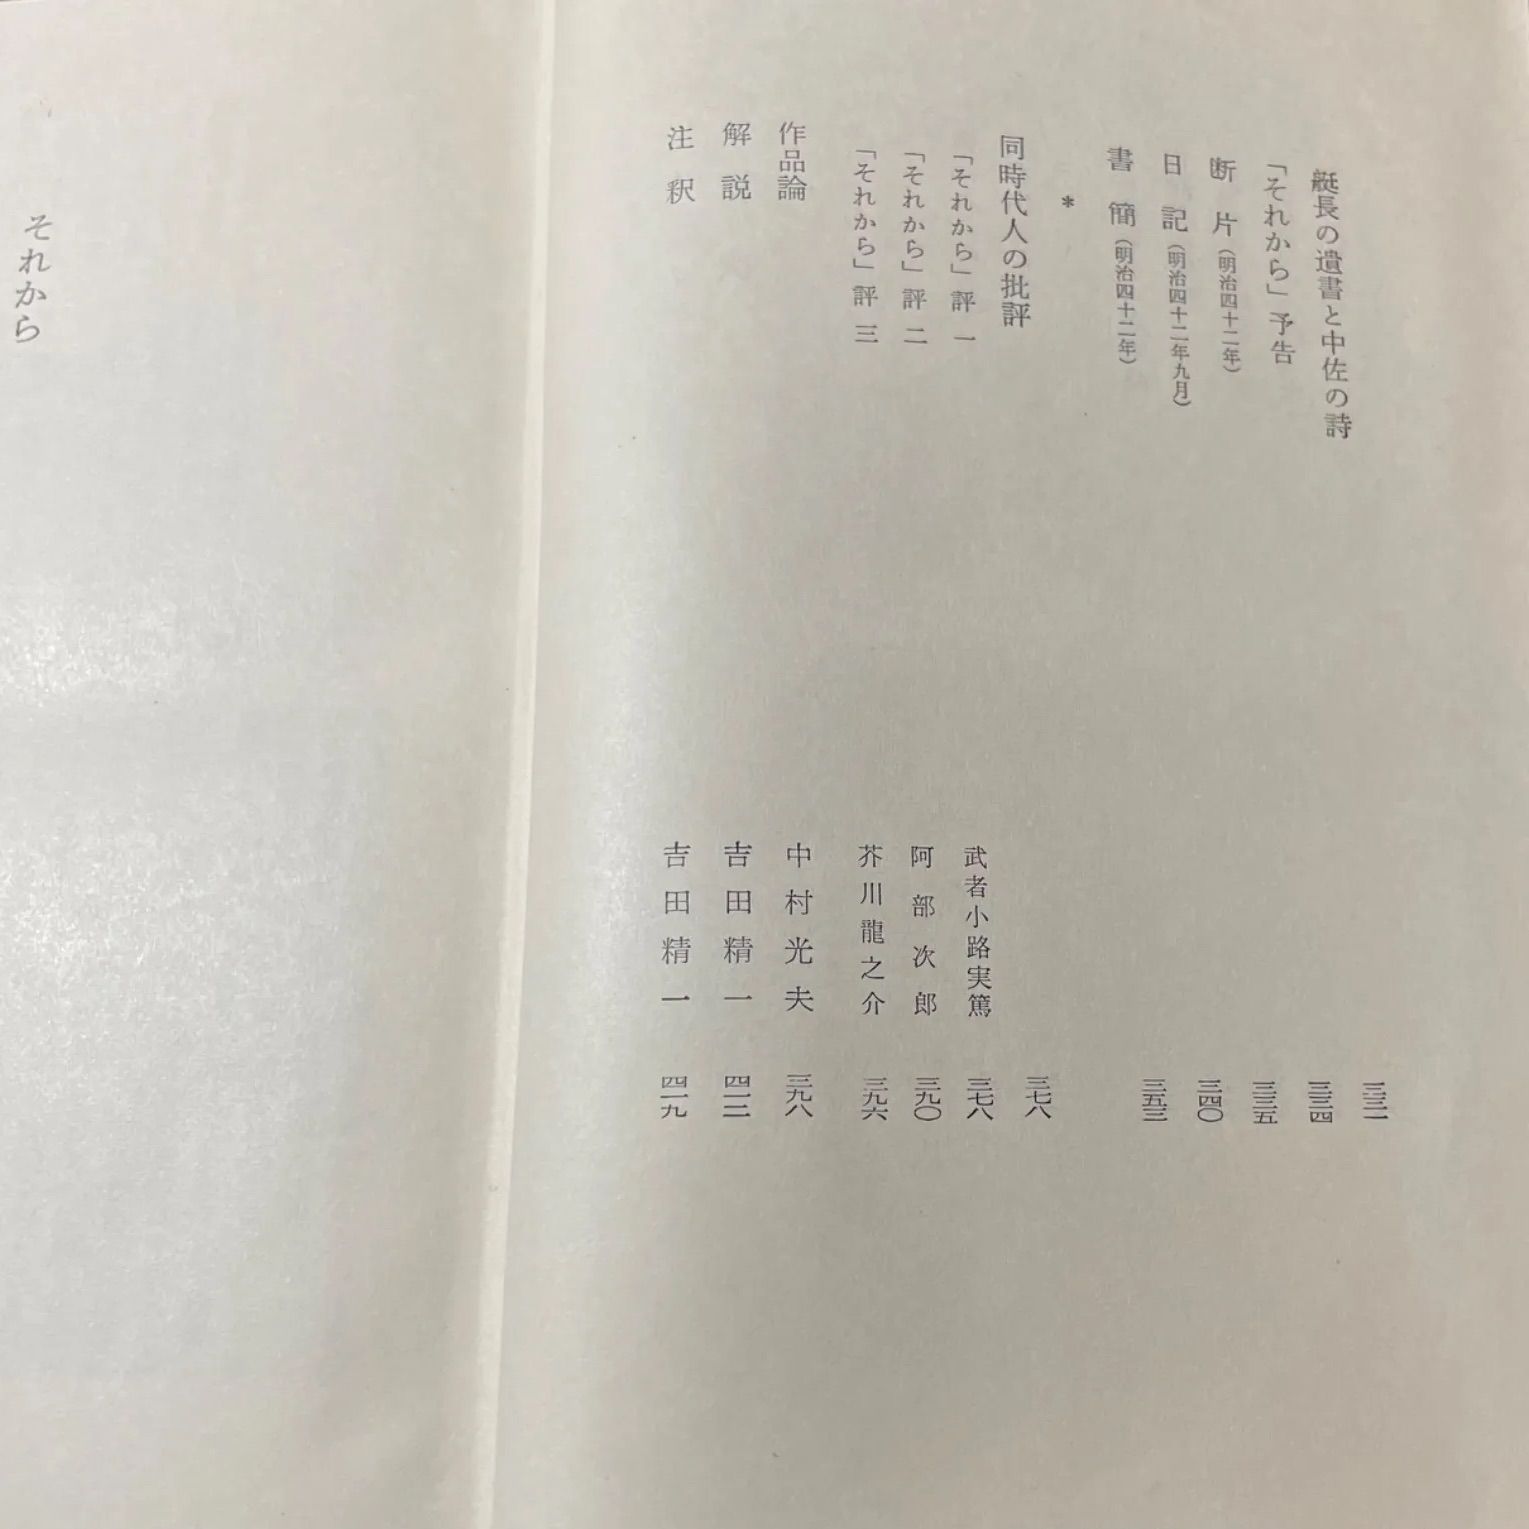 艇長の遺書と中佐の詩 三三一
「それから」予告 三三四
断片(明治四十二年) 三三五
日記(明治四十二年九月) 三四〇
書簡(明治四十二年) 三五三
*
同時代人の批評 三七八
「それから」評 一 武者小路実篤 三七八
「それから」評 二 阿部次郎 三九〇
「それから」評 三 芥川龍之介 三九六
作品論 中村光夫 三九八
解説 吉田精一 四一二
注釈 吉田精一 四一九
それから